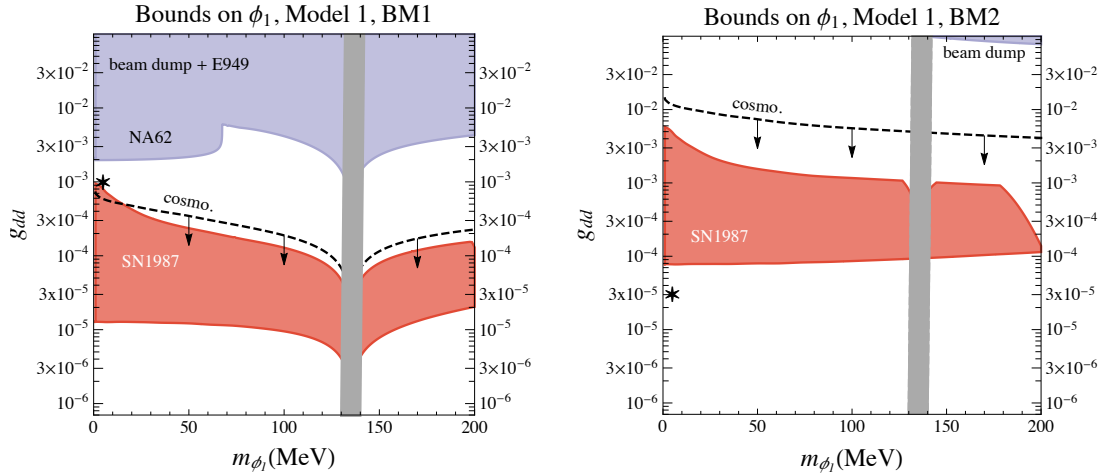 Bounds on ϕ₁, Model 1, BM1
beam dump + E949
NA62
cosmo.
SN1987
g_dd
3×10⁻²
10⁻²
3×10⁻³
10⁻³
3×10⁻⁴
10⁻⁴
3×10⁻⁵
10⁻⁵
3×10⁻⁶
10⁻⁶
3×10⁻²
10⁻²
3×10⁻³
10⁻³
3×10⁻⁴
10⁻⁴
3×10⁻⁵
10⁻⁵
3×10⁻⁶
10⁻⁶
0 50 100 150 200
m_ϕ₁(MeV)
Bounds on ϕ₁, Model 1, BM2
beam dump
cosmo.
SN1987
g_dd
3×10⁻²
10⁻²
3×10⁻³
10⁻³
3×10⁻⁴
10⁻⁴
3×10⁻⁵
10⁻⁵
3×10⁻⁶
10⁻⁶
3×10⁻²
10⁻²
3×10⁻³
10⁻³
3×10⁻⁴
10⁻⁴
3×10⁻⁵
10⁻⁵
3×10⁻⁶
10⁻⁶
0 50 100 150 200
m_ϕ₁(MeV)